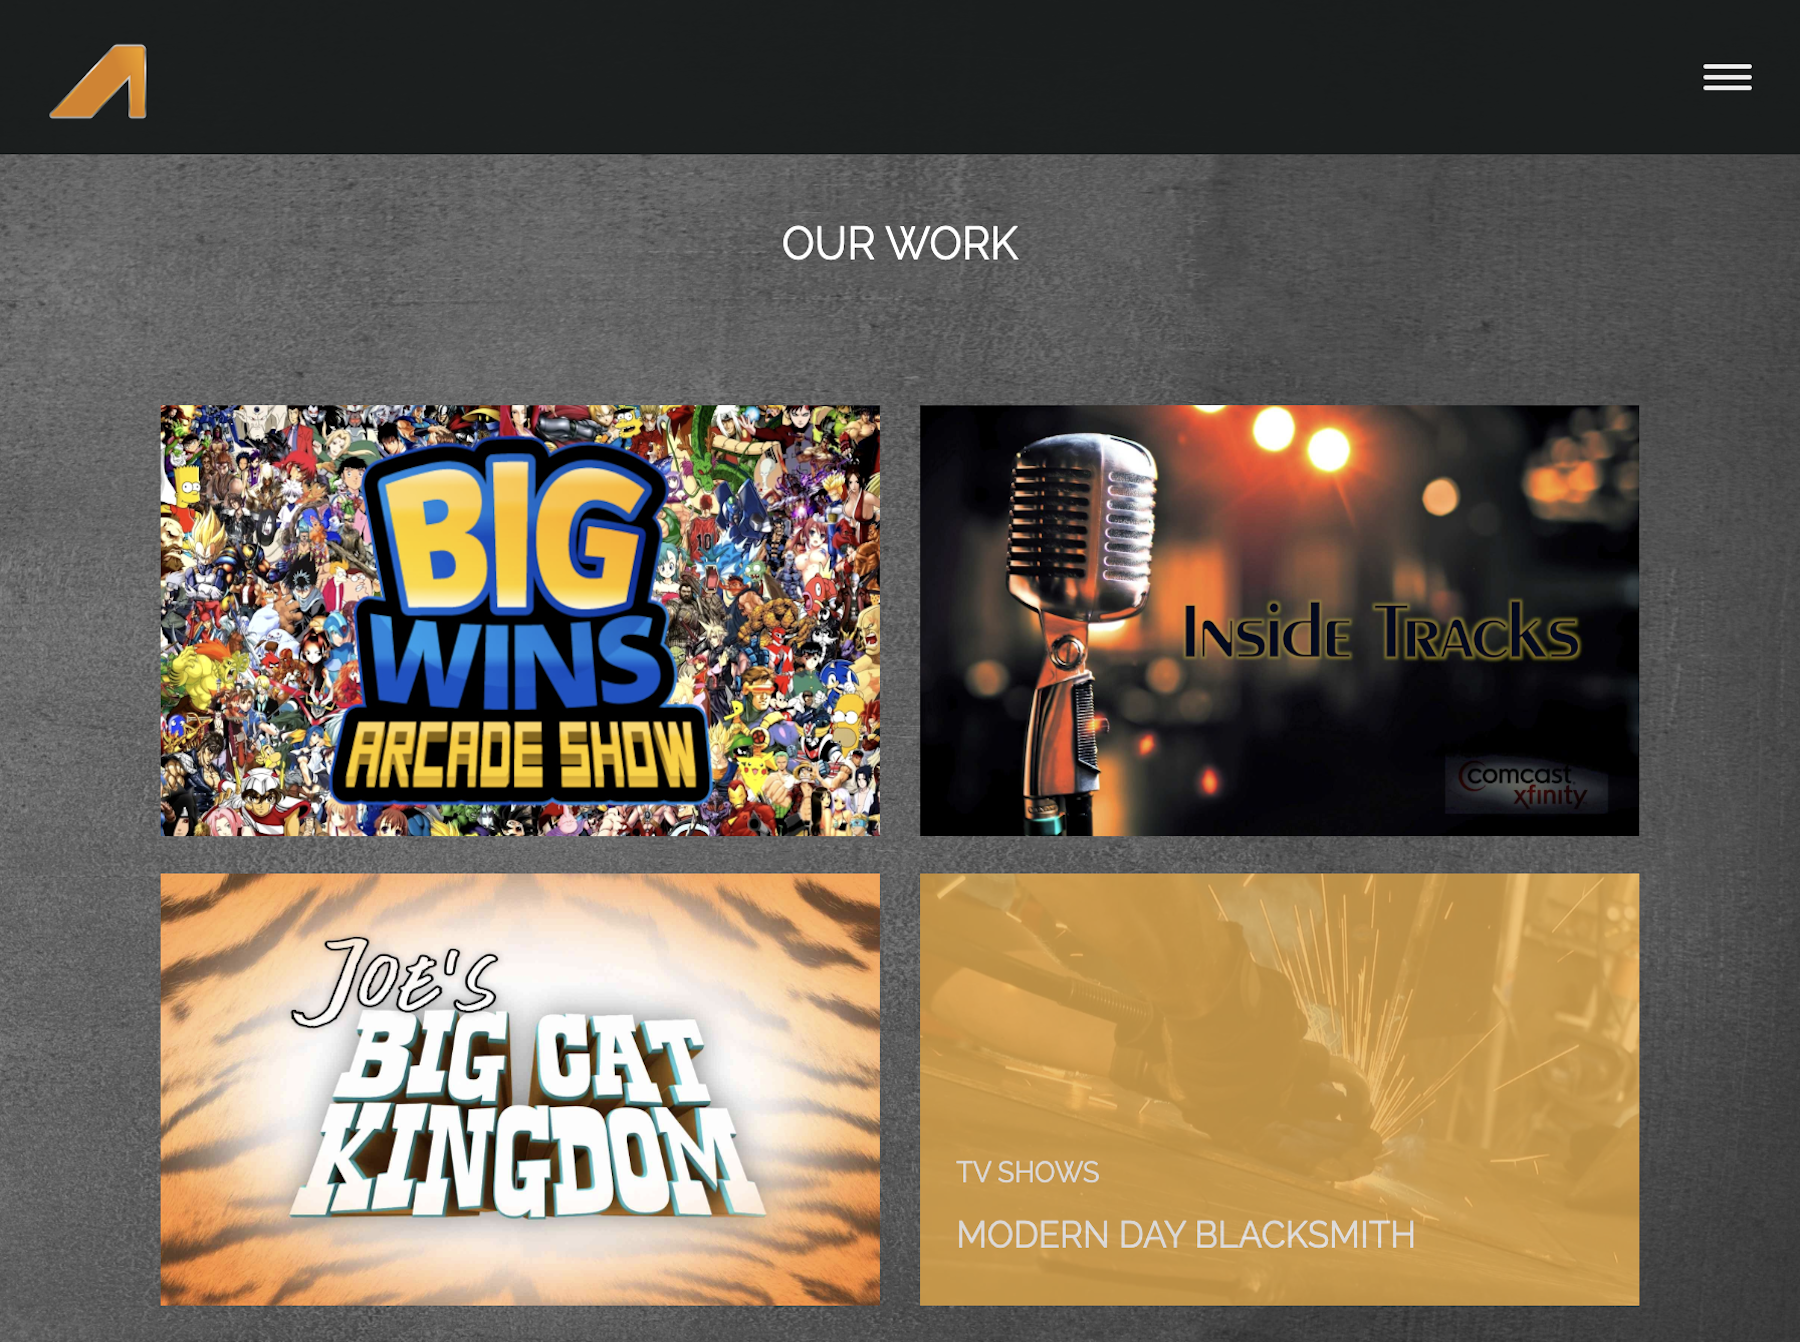 OUR WORK
BIG
WINS
ARCADE SHOW
INSIDE TRACKS
comcast
xfinity
JOE'S
BIG CAT
KINGDOM
TV SHOWS
MODERN DAY BLACKSMITH
10